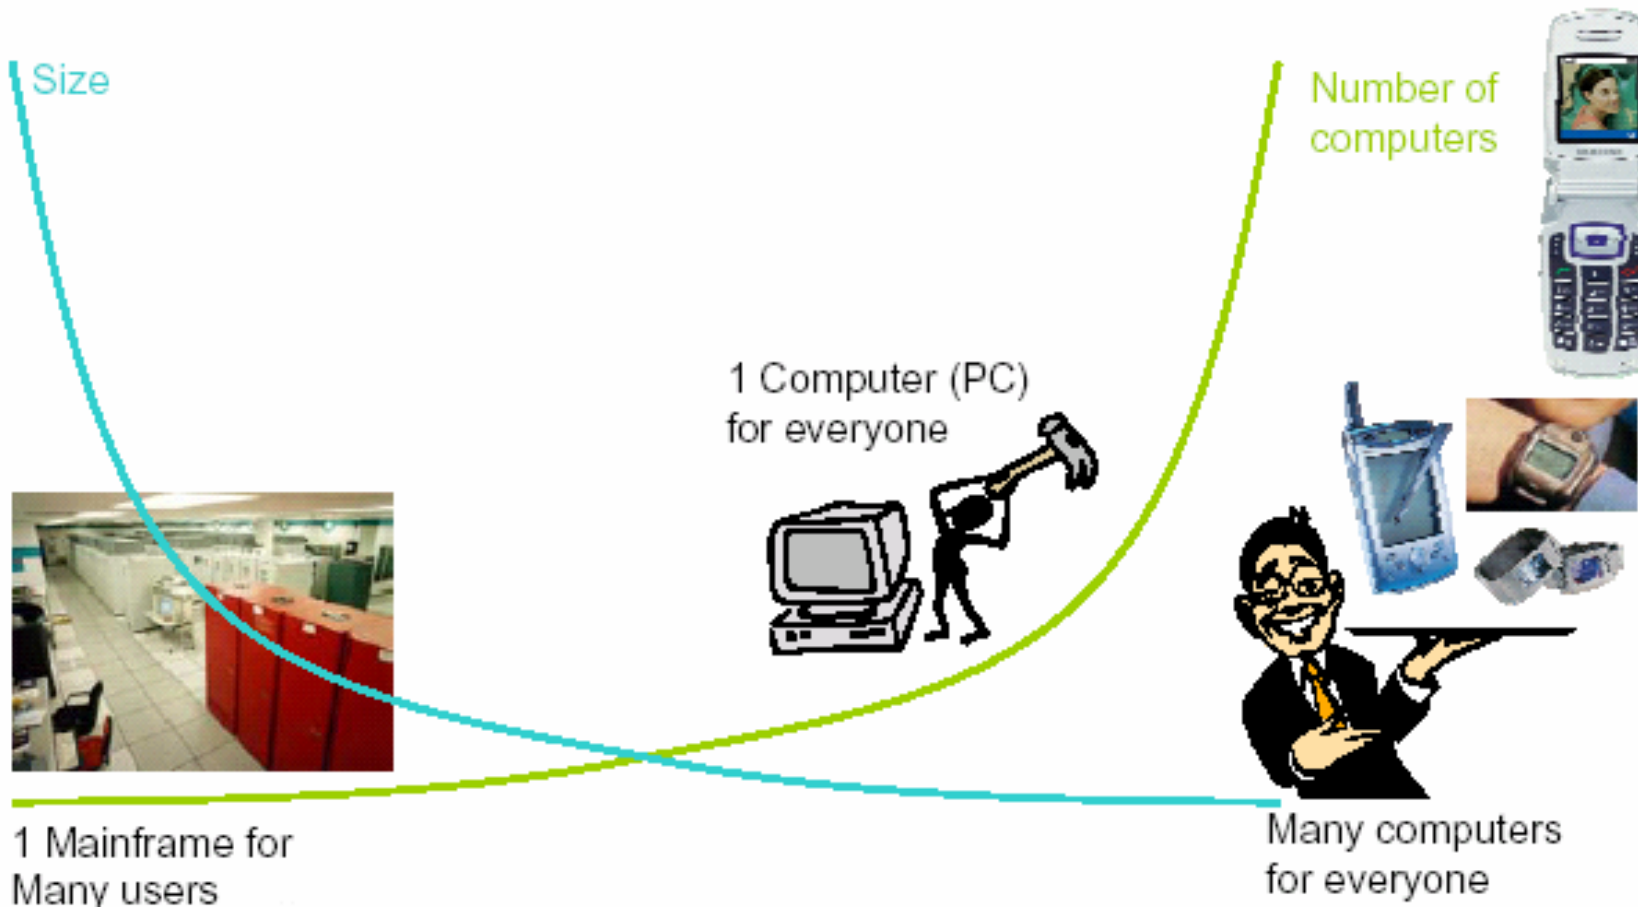 Size
Number of
computers
1 Computer (PC)
for everyone
1 Mainframe for
Many users
Many computers
for everyone